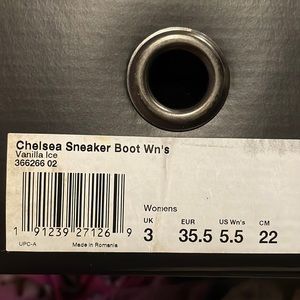 Chelsea Sneaker Boot Wn's
Vanilla Ice
366266 02
1 91239 27126 9
UPC-A
Made in Romania
Womens
UK EUR US Wn's CM
3 35.5 5.5 22